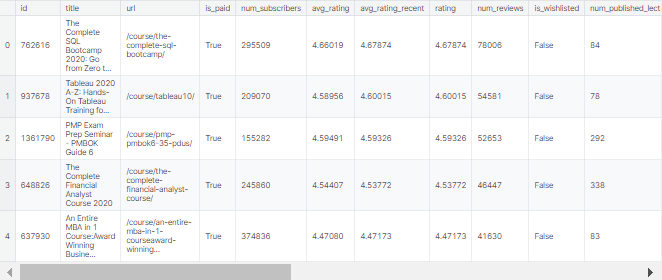 id title url is_paid num_subscribers avg_rating avg_rating_recent rating num_reviews is_wishlisted num_published_lect
0 762616 The Complete SQL Bootcamp 2020: Go from Zero t... /course/the-complete-sql-bootcamp/ True 295509 4.66019 4.67874 4.67874 78006 False 84
1 937678 Tableau 2020 A-Z: Hands-On Tableau Training fo... /course/tableau10/ True 209070 4.58956 4.60015 4.60015 54581 False 78
2 1361790 PMP Exam Prep Seminar - PMBOK Guide 6 /course/pmp-pmbok6-35-pdus/ True 155282 4.59491 4.59326 4.59326 52653 False 292
3 648826 The Complete Financial Analyst Course 2020 /course/the-complete-financial-analyst-course/ True 245860 4.54407 4.53772 4.53772 46447 False 338
4 637930 An Entire MBA in 1 Course:Award Winning Busine... /course/an-entire-mba-in-1-courseaward-winning... True 374836 4.47080 4.47173 4.47173 41630 False 83